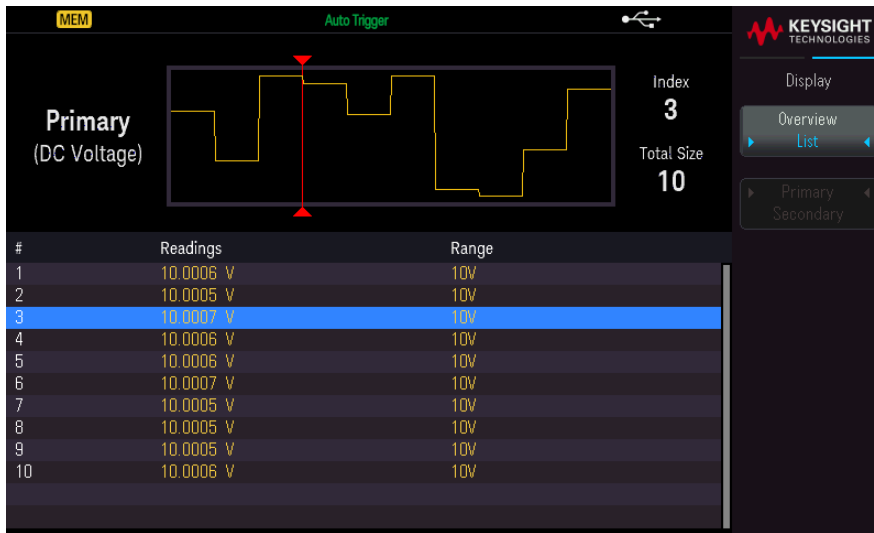 MEM Auto Trigger
KEYSIGHT
TECHNOLOGIES
Display
Overview
List
Primary
Secondary
Primary
(DC Voltage)
Index
3
Total Size
10
# Readings Range
1 10.0006 V 10V
2 10.0005 V 10V
3 10.0007 V 10V
4 10.0006 V 10V
5 10.0006 V 10V
6 10.0007 V 10V
7 10.0005 V 10V
8 10.0005 V 10V
9 10.0005 V 10V
10 10.0006 V 10V